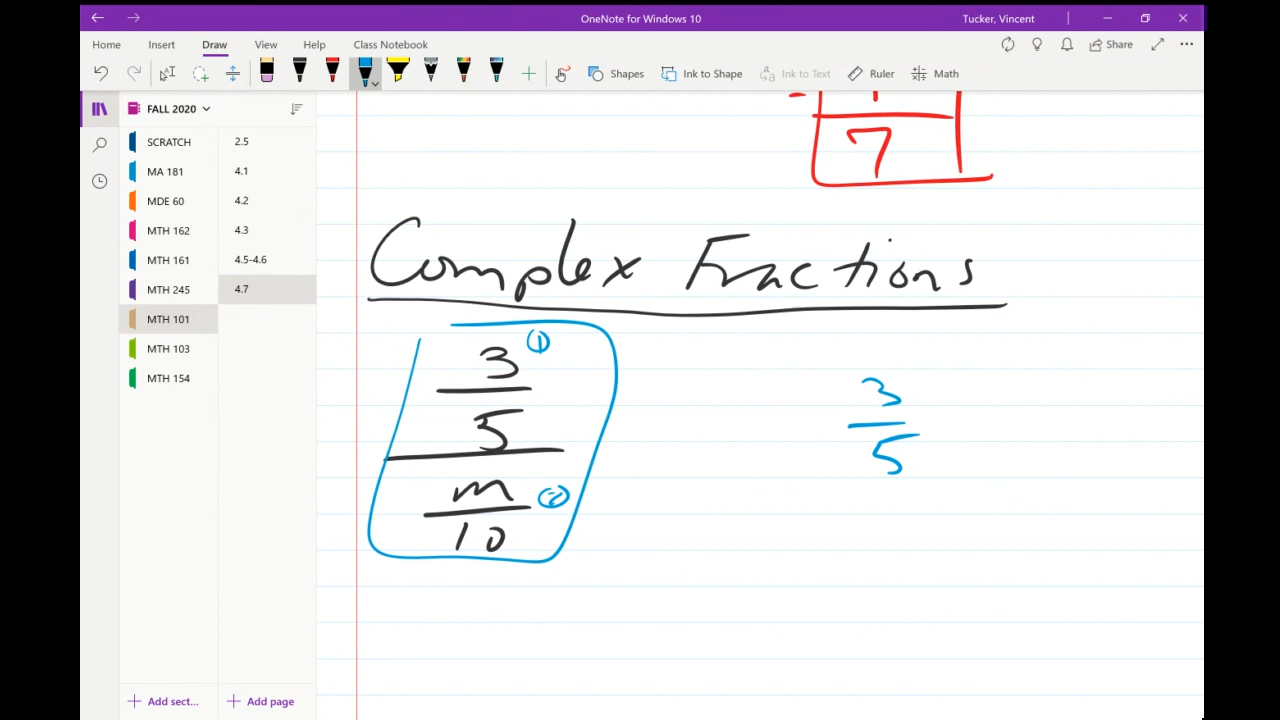 OneNote for Windows 10
Tucker, Vincent
Home Insert Draw View Help Class Notebook
Share
Shapes Ink to Shape Ink to Text Ruler Math
FALL 2020
SCRATCH 2.5
MA 181 4.1
MDE 60 4.2
MTH 162 4.3
MTH 161 4.5-4.6
MTH 245 4.7
MTH 101
MTH 103
MTH 154
7
Complex Fractions
3 ①
5
m ②
10
3
5
Add sect... Add page